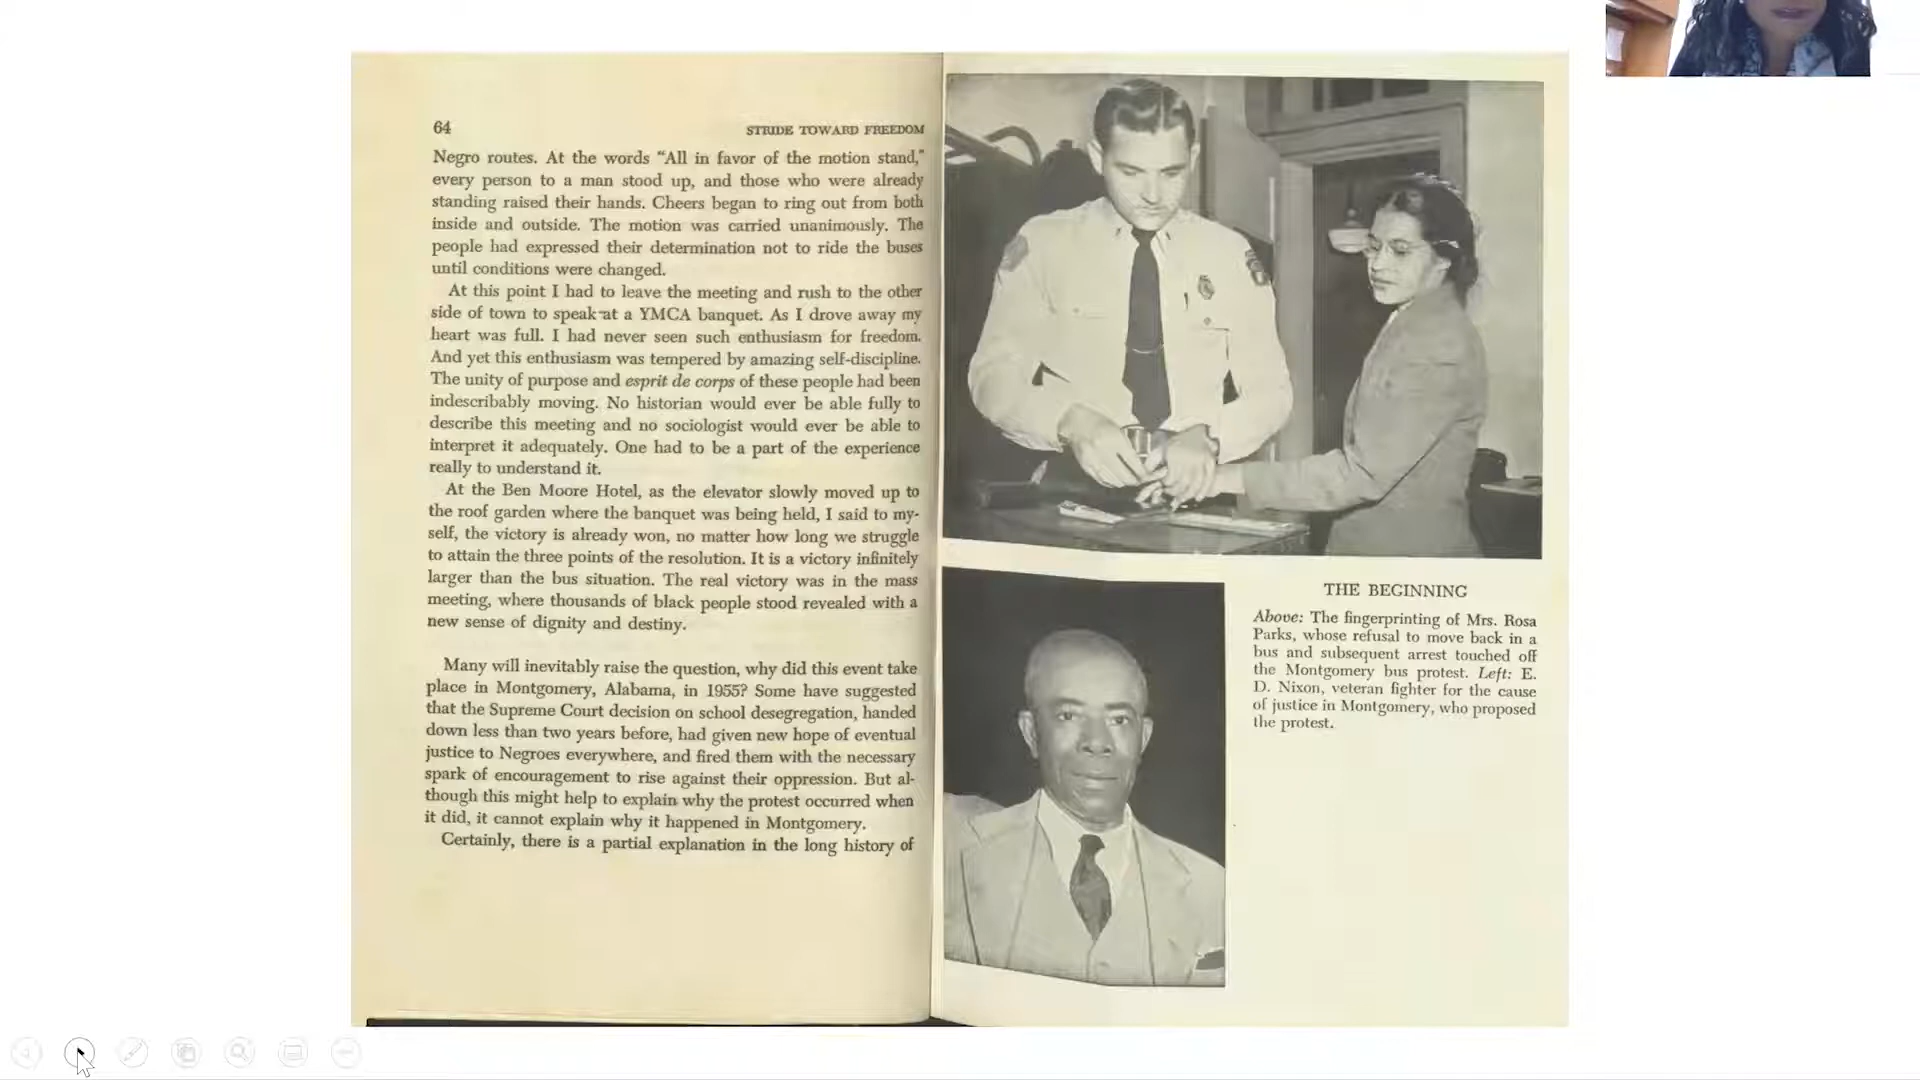 64
STRIDE TOWARD FREEDOM
Negro routes. At the words “All in favor of the motion stand,”
every person to a man stood up, and those who were already
standing raised their hands. Cheers began to ring out from both
inside and outside. The motion was carried unanimously. The
people had expressed their determination not to ride the buses
until conditions were changed.
At this point I had to leave the meeting and rush to the other
side of town to speak at a YMCA banquet. As I drove away my
heart was full. I had never seen such enthusiasm for freedom.
And yet this enthusiasm was tempered by amazing self-discipline.
The unity of purpose and esprit de corps of these people had been
indescribably moving. No historian would ever be able fully to
describe this meeting and no sociologist would ever be able to
interpret it adequately. One had to be a part of the experience
really to understand it.
At the Ben Moore Hotel, as the elevator slowly moved up to
the roof garden where the banquet was being held, I said to my-
self, the victory is already won, no matter how long we struggle
to attain the three points of the resolution. It is a victory infinitely
larger than the bus situation. The real victory was in the mass
meeting, where thousands of black people stood revealed with a
new sense of dignity and destiny.
Many will inevitably raise the question, why did this event take
place in Montgomery, Alabama, in 1955? Some have suggested
that the Supreme Court decision on school desegregation, handed
down less than two years before, had given new hope of eventual
justice to Negroes everywhere, and fired them with the necessary
spark of encouragement to rise against their oppression. But al-
though this might help to explain why the protest occurred when
it did, it cannot explain why it happened in Montgomery.
Certainly, there is a partial explanation in the long history of
THE BEGINNING
Above: The fingerprinting of Mrs. Rosa
Parks, whose refusal to move back in a
bus and subsequent arrest touched off
the Montgomery bus protest. Left: E.
D. Nixon, veteran fighter for the cause
of justice in Montgomery, who proposed
the protest.